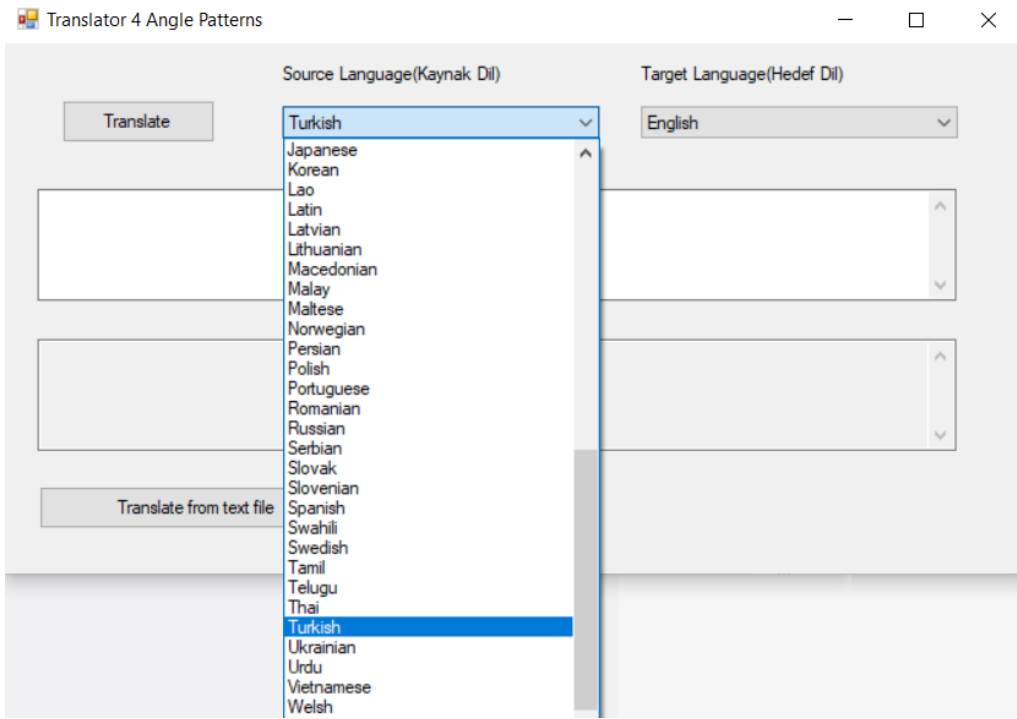 Translator 4 Angle Patterns
Source Language(Kaynak Dil)
Target Language(Hedef Dil)
Translate
Turkish
English
Japanese
Korean
Lao
Latin
Latvian
Lithuanian
Macedonian
Malay
Maltese
Norwegian
Persian
Polish
Portuguese
Romanian
Russian
Serbian
Slovak
Slovenian
Spanish
Swahili
Swedish
Tamil
Telugu
Thai
Turkish
Ukrainian
Urdu
Vietnamese
Welsh
Translate from text file